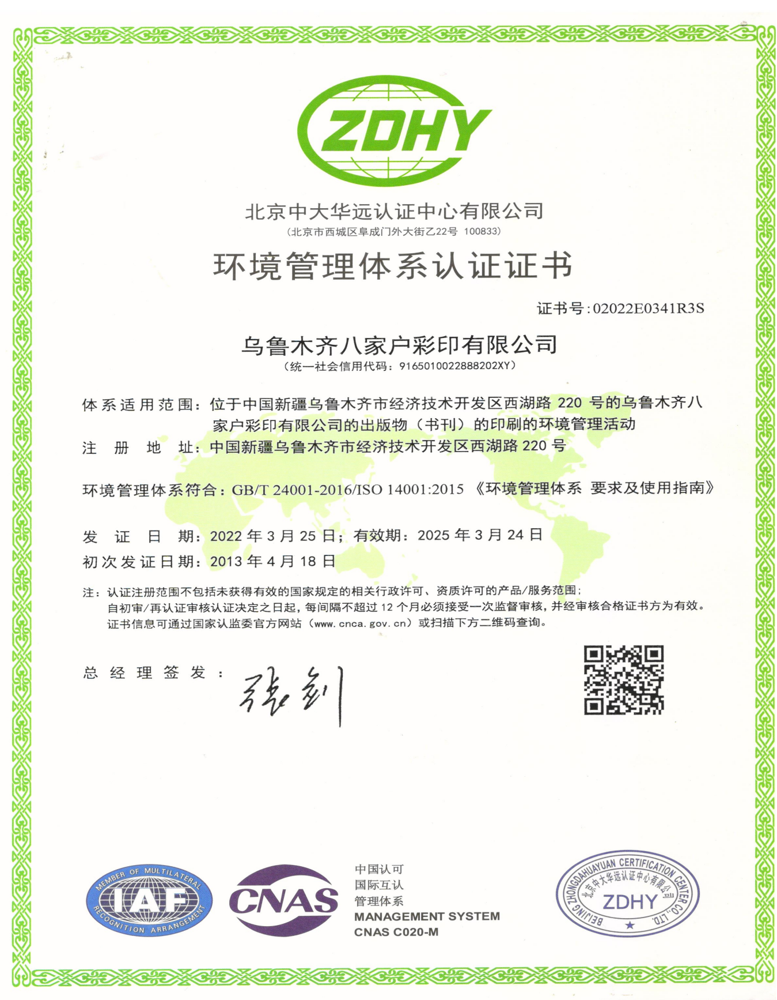 ZDHY
北京中大华远认证中心有限公司
（北京市西城区阜成门外大街乙22号 100833）
环境管理体系认证证书
证书号:02022E0341R3S
乌鲁木齐八家户彩印有限公司
（统一社会信用代码：9165010022888202XY）
体系适用范围：位于中国新疆乌鲁木齐市经济技术开发区西湖路 220 号的乌鲁木齐八
家户彩印有限公司的出版物（书刊）的印刷的环境管理活动
注册地址：中国新疆乌鲁木齐市经济技术开发区西湖路 220 号
环境管理体系符合：GB/T 24001-2016/ISO 14001:2015 《环境管理体系 要求及使用指南》
发证日期：2022 年 3 月 25 日；有效期：2025 年 3 月 24 日
初次发证日期：2013 年 4 月 18 日
注：认证注册范围不包括未获得有效的国家规定的相关行政许可、资质许可的产品/服务范围；
自初审/再认证审核认证决定之日起，每间隔不超过 12 个月必须接受一次监督审核，并经审核合格证书方为有效。
证书信息可通过国家认监委官方网站（www.cnca.gov.cn）或扫描下方二维码查询。
总经理签发：
张剑
MEMBER OF MULTILATERAL
IAF
RECOGNITION ARRANGEMENT
CNAS
中国认可
国际互认
管理体系
MANAGEMENT SYSTEM
CNAS C020-M
BEIJING ZHONGDAHUAYUAN CERTIFICATION CENTER CO.,LTD.
北京中大华远认证中心有限公司
ZDHY